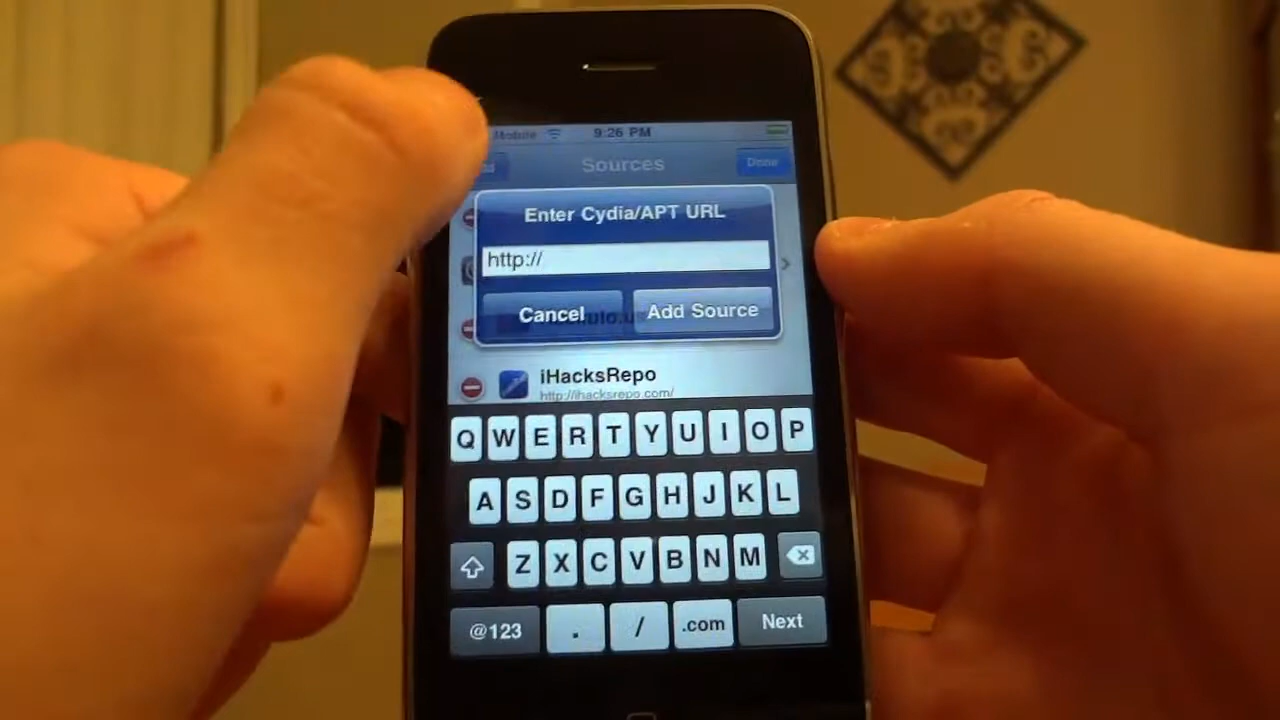 Mobile 9:26 PM
Sources Done
Enter Cydia/APT URL
http://
Cancel Add Source
iHacksRepo
http://ihacksrepo.com/
Q W E R T Y U I O P
A S D F G H J K L
Z X C V B N M
@123 . / .com Next